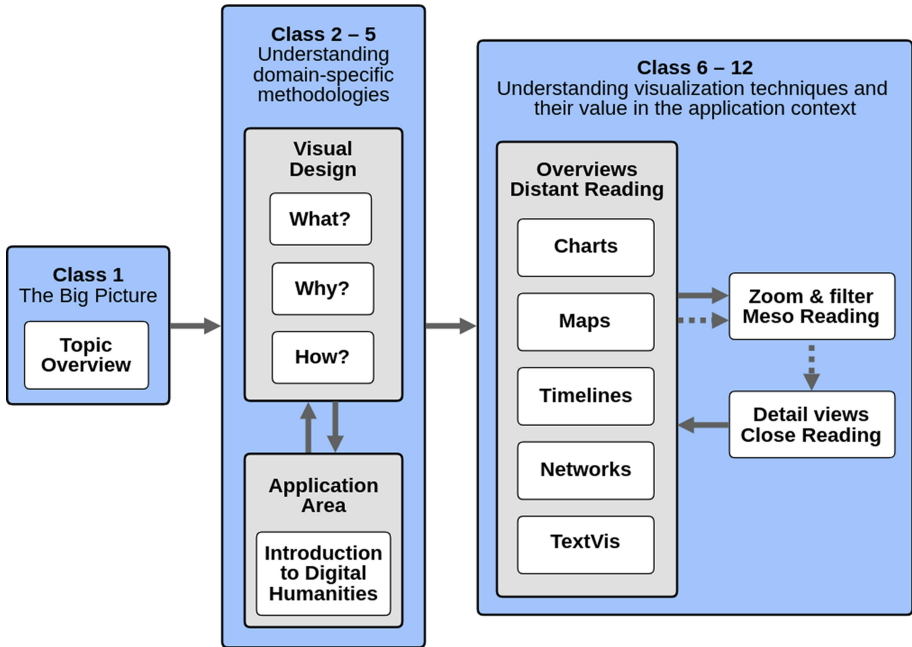 Class 1
The Big Picture
Topic
Overview
Class 2 – 5
Understanding
domain-specific
methodologies
Visual
Design
What?
Why?
How?
Application
Area
Introduction
to Digital
Humanities
Class 6 – 12
Understanding visualization techniques and
their value in the application context
Overviews
Distant Reading
Charts
Maps
Timelines
Networks
TextVis
Zoom & filter
Meso Reading
Detail views
Close Reading